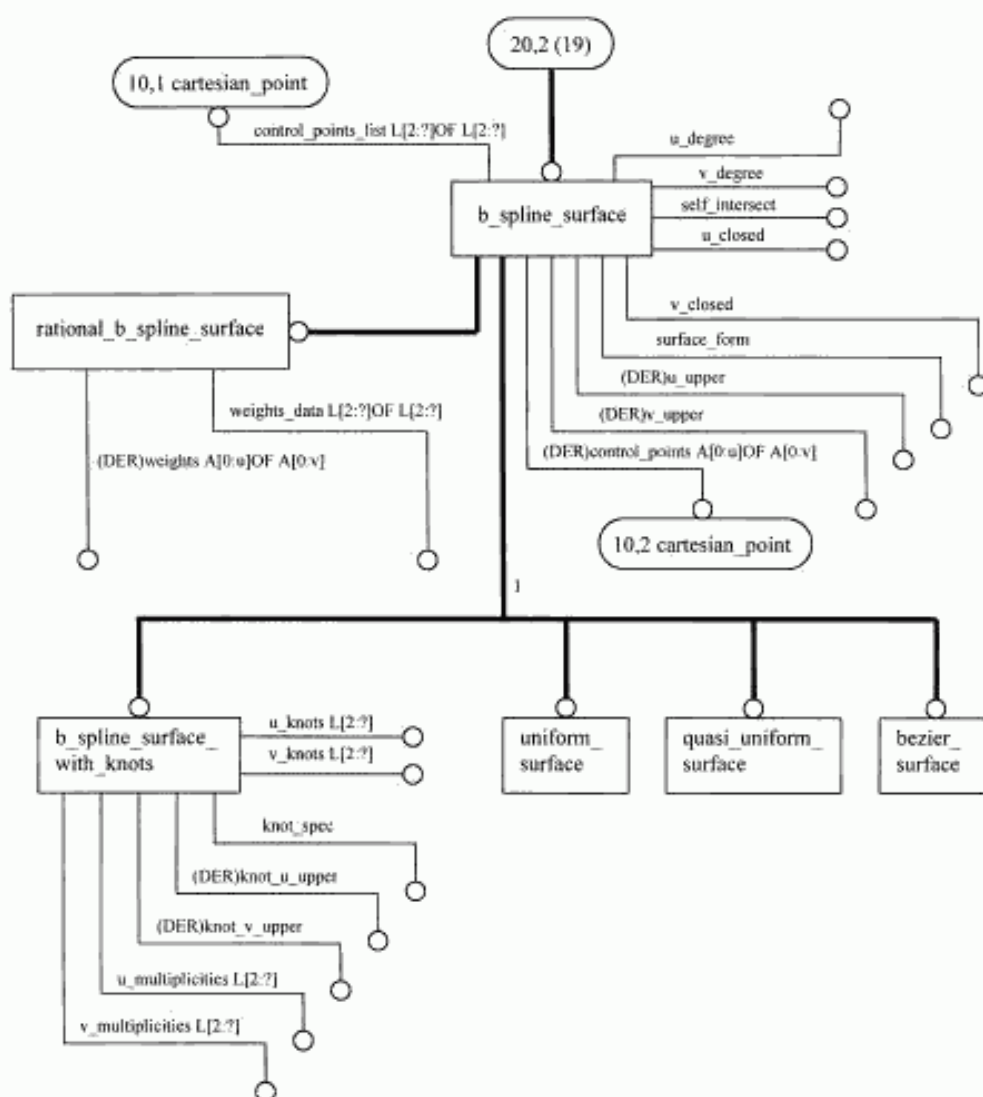 20,2 (19)
10,1 cartesian_point
control_points_list L[2:?]OF L[2:?]
u_degree
v_degree
b_spline_surface
self_intersect
u_closed
v_closed
rational_b_spline_surface
surface_form
(DER)u_upper
weights_data L[2:?]OF L[2:?]
(DER)v_upper
(DER)weights A[0:u]OF A[0:v]
(DER)control_points A[0:u]OF A[0:v]
10,2 cartesian_point
1
b_spline_surface_
with_knots
u_knots L[2:?]
v_knots L[2:?]
uniform_
surface
quasi_uniform_
surface
bezier_
surface
knot_spec
(DER)knot_u_upper
(DER)knot_v_upper
u_multiplicities L[2:?]
v_multiplicities L[2:?]